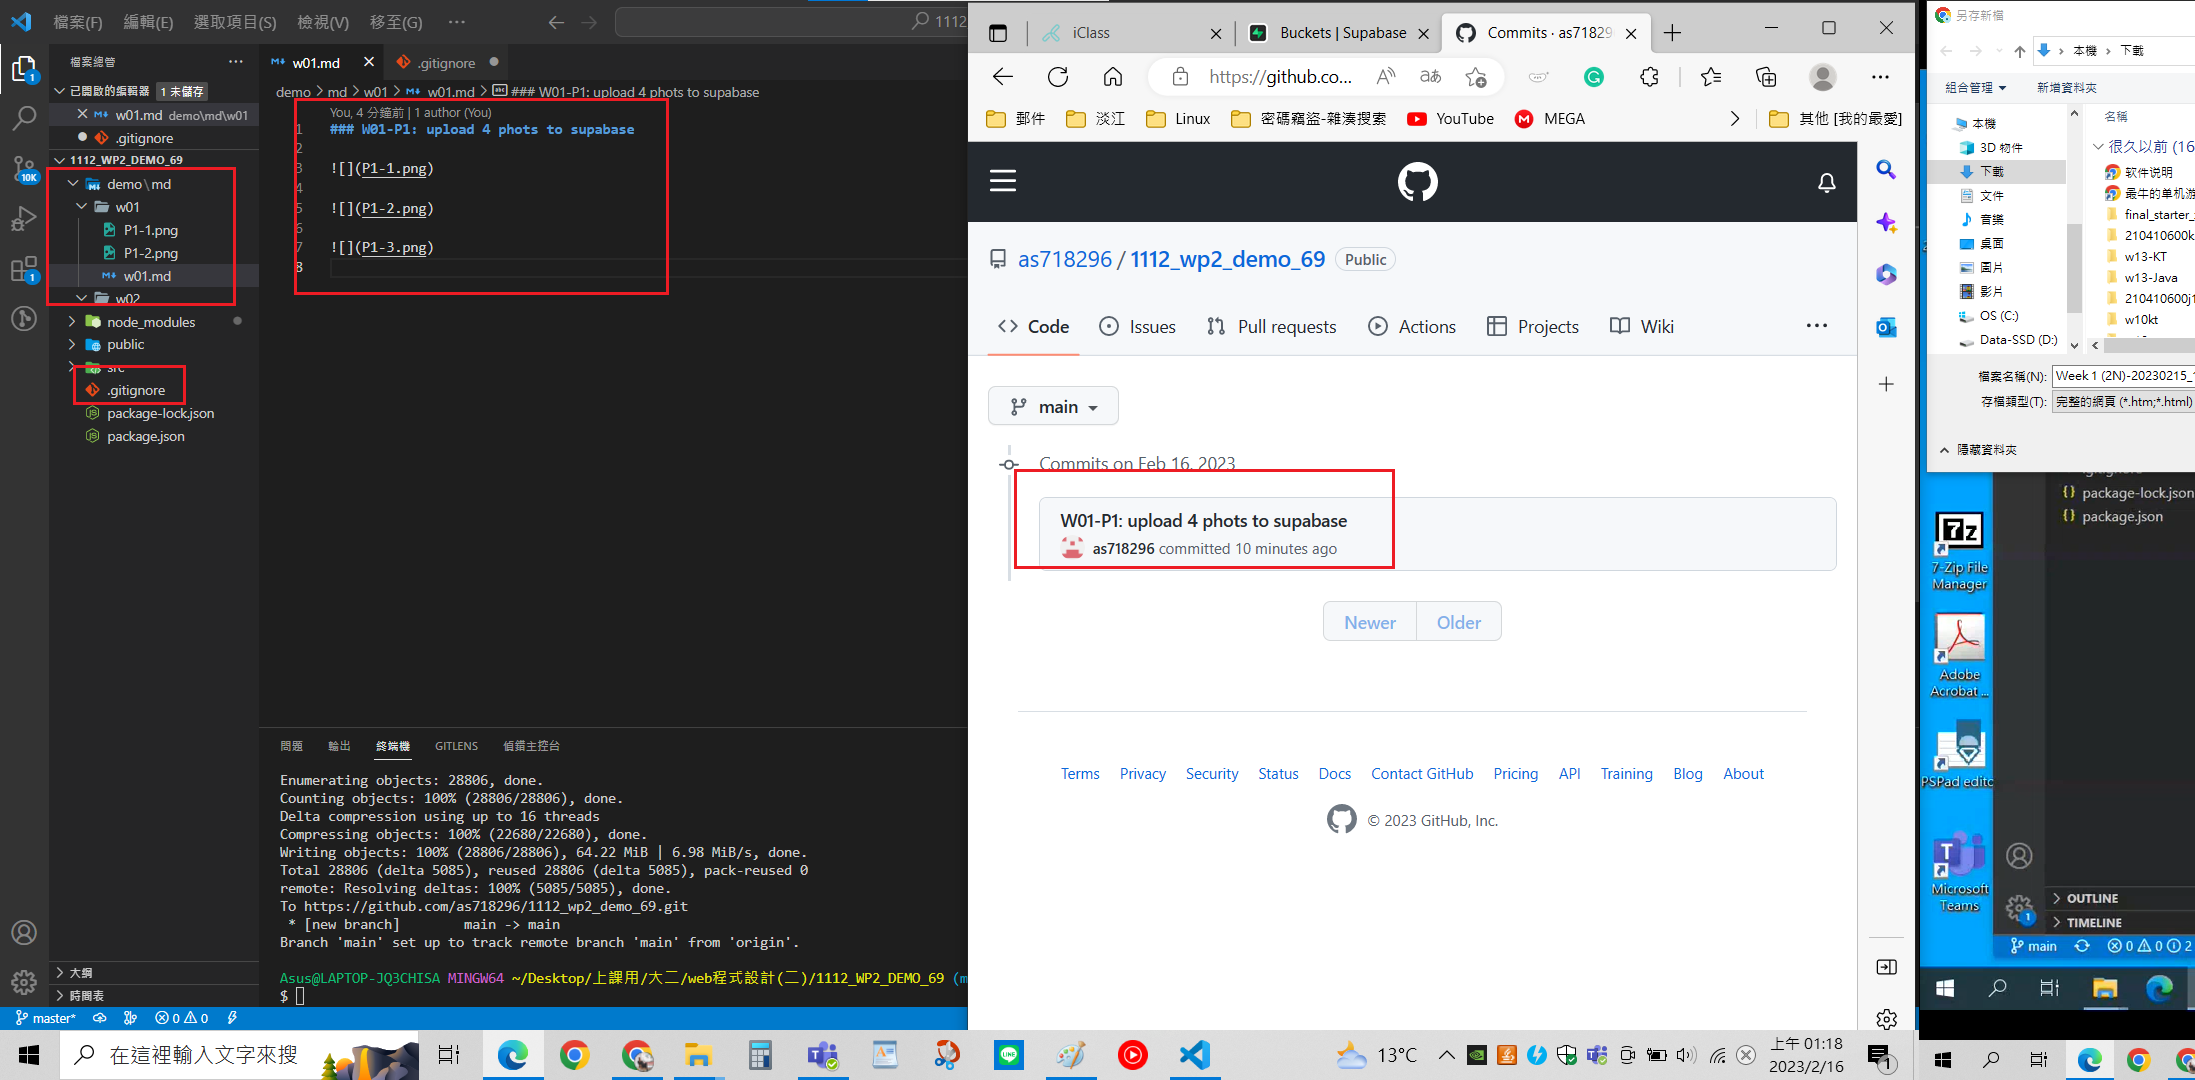 檔案(F) 編輯(E) 選取項目(S) 檢視(V) 移至(G) ··· 1112_
檔案總管 ···
已開啟的編輯器 1 未儲存
w01.md demo\md\w01
.gitignore
1112_WP2_DEMO_69
demo\md
w01
P1-1.png
P1-2.png
w01.md
w02
node_modules
public
src
.gitignore
package-lock.json
package.json
大綱
時間表
1
10K
1
w01.md .gitignore
demo > md > w01 > w01.md > ### W01-P1: upload 4 phots to supabase
You, 4 分鐘前 | 1 author (You)
1 ### W01-P1: upload 4 phots to supabase
2
3 ![](P1-1.png)
4
5 ![](P1-2.png)
6
7 ![](P1-3.png)
8
問題 輸出 終端機 GITLENS 偵錯主控台
Enumerating objects: 28806, done.
Counting objects: 100% (28806/28806), done.
Delta compression using up to 16 threads
Compressing objects: 100% (22680/22680), done.
Writing objects: 100% (28806/28806), 64.22 MiB | 6.98 MiB/s, done.
Total 28806 (delta 5085), reused 28806 (delta 5085), pack-reused 0
remote: Resolving deltas: 100% (5085/5085), done.
To https://github.com/as718296/1112_wp2_demo_69.git
 * [new branch]        main -> main
Branch 'main' set up to track remote branch 'main' from 'origin'.
Asus@LAPTOP-JQ3CHISA MINGW64 ~/Desktop/上課用/大二/web程式設計(二)/1112_WP2_DEMO_69 (m
$
master* 0 0
iClass Buckets | Supabase Commits · as71829
https://github.co...
郵件 淡江 Linux 密碼竊盜-雜湊搜索 YouTube MEGA 其他 [我的最愛]
as718296 / 1112_wp2_demo_69 Public
Code Issues Pull requests Actions Projects Wiki ···
main
Commits on Feb 16, 2023
W01-P1: upload 4 phots to supabase
as718296 committed 10 minutes ago
Newer Older
Terms Privacy Security Status Docs Contact GitHub Pricing API Training Blog About
© 2023 GitHub, Inc.
另存新檔
本機 > 下載
組合管理 新增資料夾
本機
3D 物件
下載
文件
音樂
桌面
圖片
影片
OS (C:)
Data-SSD (D:)
名稱
很久以前 (16
软件说明
最牛的单机游
final_starter_
210410600k
w13-KT
w13-Java
210410600j1
w10kt
檔案名稱(N): Week 1 (2N)-20230215_1
存檔類型(T): 完整的網頁 (*.htm;*.html)
隱藏資料夾
package-lock.json
package.json
7-Zip File
Manager
Adobe
Acrobat ...
PSPad editc
Microsoft
Teams
OUTLINE
TIMELINE
1
main 0 0 2
在這裡輸入文字來搜
13°C
上午 01:18
2023/2/16
1